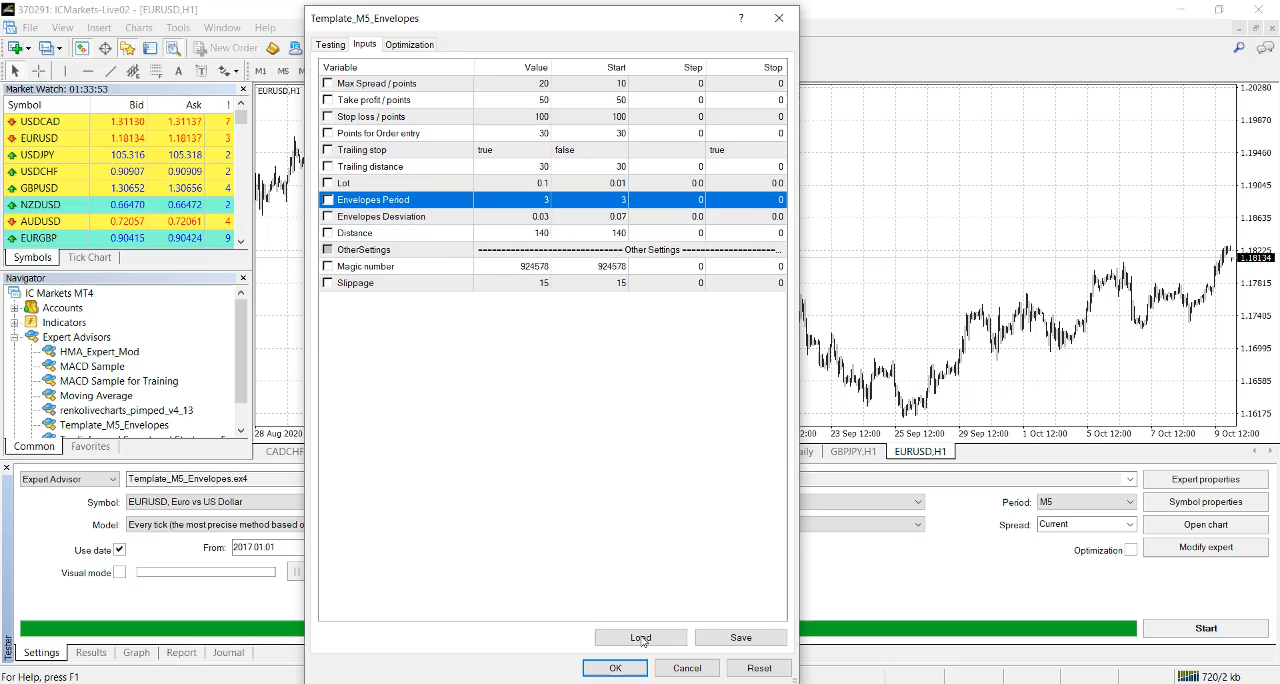 370291: ICMarkets-Live02 - [EURUSD,H1]
File View Insert Charts Tools Window Help
New Order
A T M1 M5
Market Watch: 01:33:53
Symbol Bid Ask !
USDCAD 1.31130 1.31137 7
EURUSD 1.18134 1.18137 3
USDJPY 105.316 105.318 2
USDCHF 0.90907 0.90909 2
GBPUSD 1.30652 1.30656 4
NZDUSD 0.66470 0.66472 2
AUDUSD 0.72057 0.72061 4
EURGBP 0.90415 0.90424 9
Symbols Tick Chart
Navigator
IC Markets MT4
Accounts
Indicators
Expert Advisors
HMA_Expert_Mod
MACD Sample
MACD Sample for Training
Moving Average
renkolivecharts_pimped_v4_13
Template_M5_Envelopes
Common Favorites
EURUSD,H1
28 Aug 2020
CADCHF
Template_M5_Envelopes ?
Testing Inputs Optimization
Variable Value Start Step Stop
Max Spread / points 20 10 0 0
Take profit / points 50 50 0 0
Stop loss / points 100 100 0 0
Points for Order entry 30 30 0 0
Trailing stop true false true
Trailing distance 30 30 0 0
Lot 0.1 0.01 0.0 0.0
Envelopes Period 3 3 0 0
Envelopes Desviation 0.03 0.07 0.0 0.0
Distance 140 140 0 0
OtherSettings ======================== Other Settings ====================...
Magic number 924578 924578 0 0
Slippage 15 15 0 0
Load Save
OK Cancel Reset
1.20280
1.19870
1.19460
1.19045
1.18635
1.18225
1.18134
1.17815
1.17405
1.16995
1.16585
1.16175
12:00 23 Sep 12:00 25 Sep 12:00 29 Sep 12:00 1 Oct 12:00 5 Oct 12:00 7 Oct 12:00 9 Oct 12:00
aily GBPJPY,H1 EURUSD,H1
Expert Advisor Template_M5_Envelopes.ex4 Expert properties
Symbol: EURUSD, Euro vs US Dollar Period: M5 Symbol properties
Model: Every tick (the most precise method based o Spread: Current Open chart
Use date From: 2017.01.01 Optimization Modify expert
Visual mode
Start
Tester
Settings Results Graph Report Journal
For Help, press F1 720/2 kb